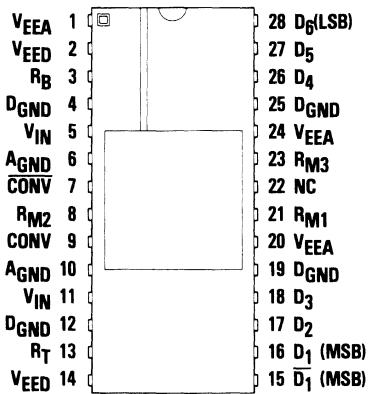 VEEA 1 28 D6(LSB)
VEED 2 27 D5
RB 3 26 D4
DGND 4 25 DGND
VIN 5 24 VEEA
AGND 6 23 RM3
C̅O̅N̅V̅ 7 22 NC
RM2 8 21 RM1
CONV 9 20 VEEA
AGND 10 19 DGND
VIN 11 18 D3
DGND 12 17 D2
RT 13 16 D1 (MSB)
VEED 14 15 D̅1̅ (MSB)